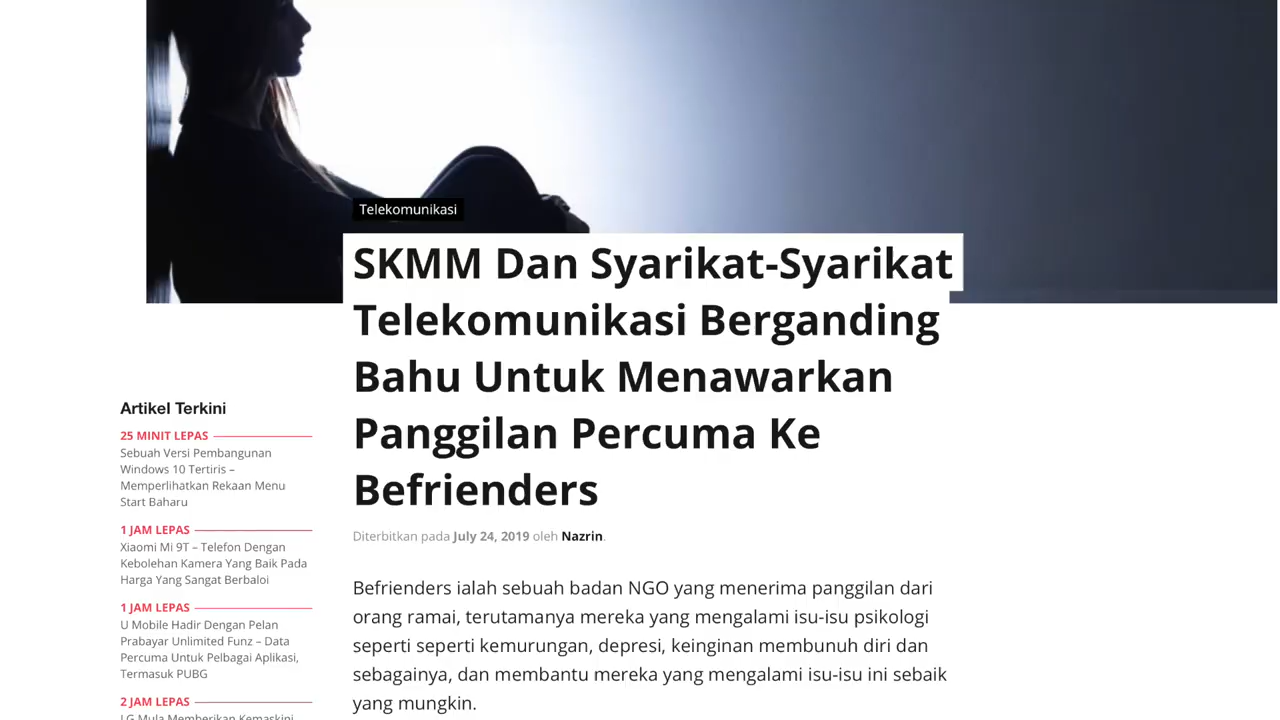 Telekomunikasi
SKMM Dan Syarikat-Syarikat
Telekomunikasi Berganding
Bahu Untuk Menawarkan
Panggilan Percuma Ke
Befrienders
Diterbitkan pada July 24, 2019 oleh Nazrin.
Befrienders ialah sebuah badan NGO yang menerima panggilan dari
orang ramai, terutamanya mereka yang mengalami isu-isu psikologi
seperti seperti kemurungan, depresi, keinginan membunuh diri dan
sebagainya, dan membantu mereka yang mengalami isu-isu ini sebaik
yang mungkin.
Artikel Terkini
25 MINIT LEPAS
Sebuah Versi Pembangunan
Windows 10 Tertiris –
Memperlihatkan Rekaan Menu
Start Baharu
1 JAM LEPAS
Xiaomi Mi 9T – Telefon Dengan
Kebolehan Kamera Yang Baik Pada
Harga Yang Sangat Berbaloi
1 JAM LEPAS
U Mobile Hadir Dengan Pelan
Prabayar Unlimited Funz – Data
Percuma Untuk Pelbagai Aplikasi,
Termasuk PUBG
2 JAM LEPAS
LG Mula Memberikan Kemaskini